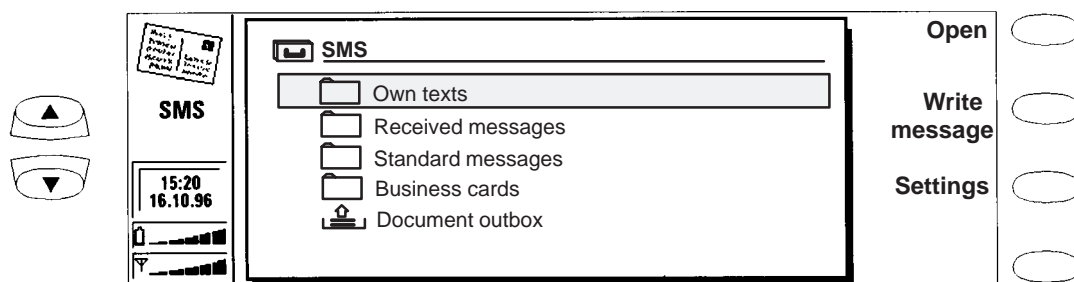 SMS
15:20
16.10.96
SMS
Own texts
Received messages
Standard messages
Business cards
Document outbox
Open
Write
message
Settings